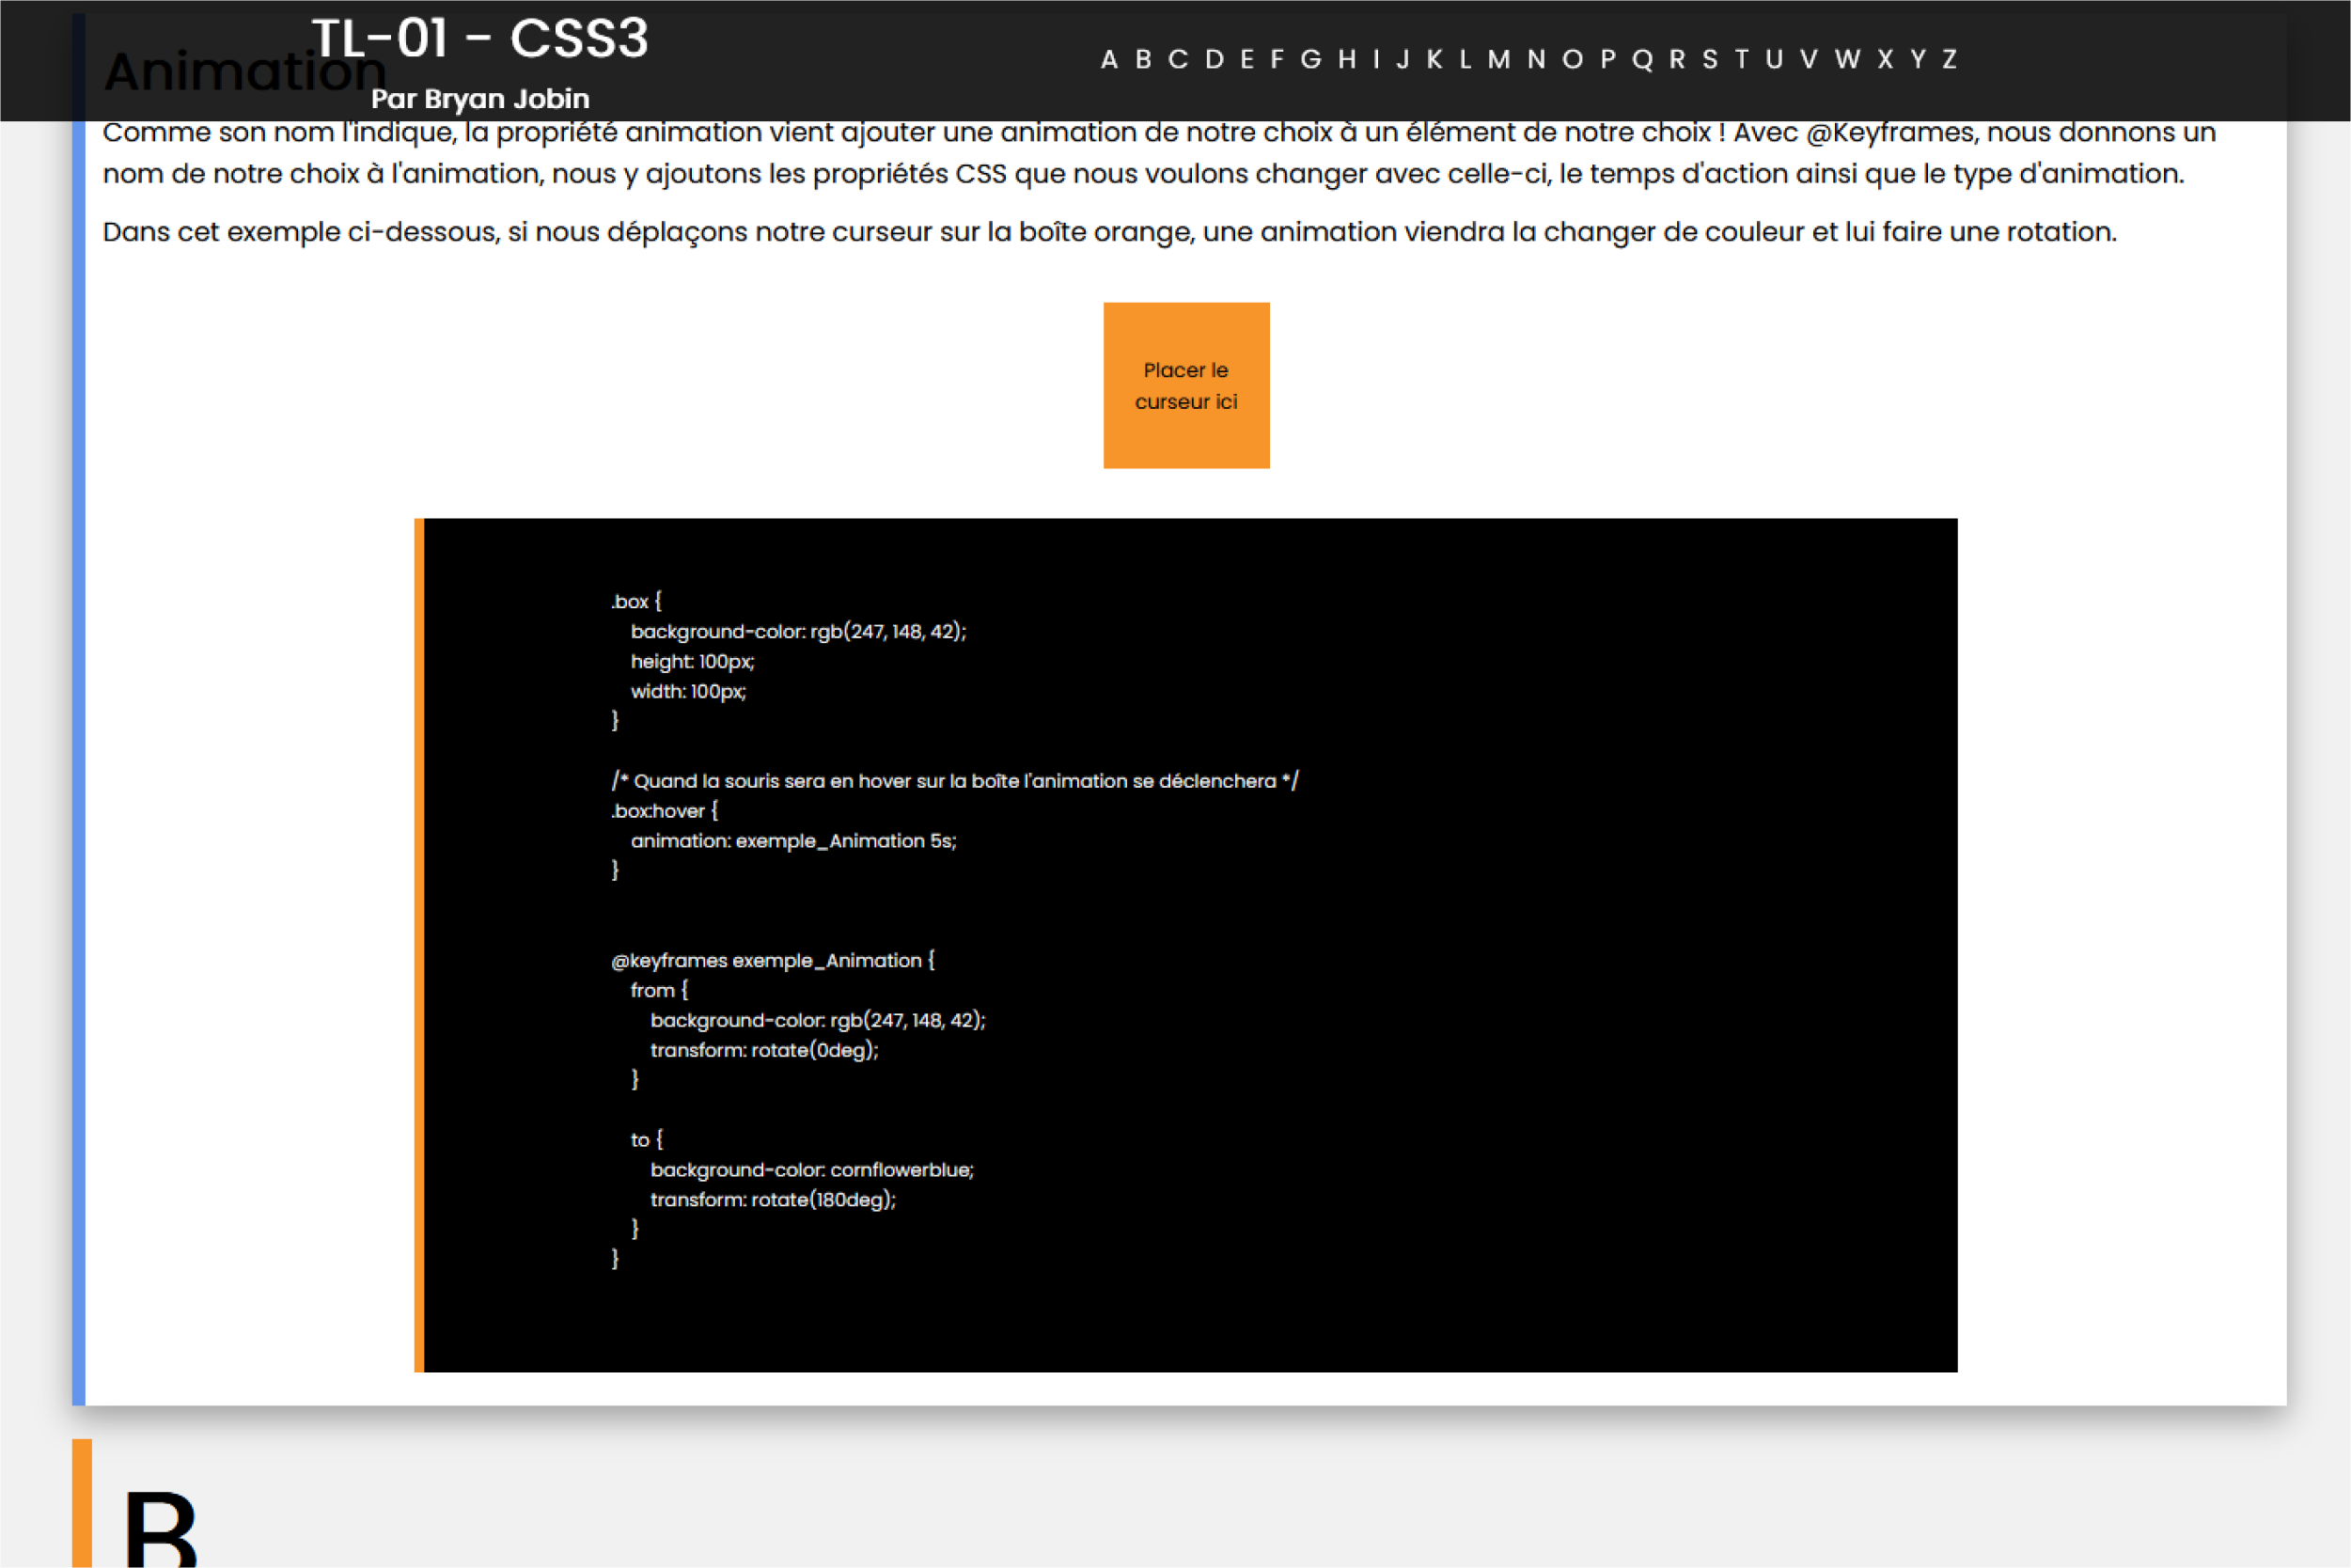 TL-01 - CSS3
Par Bryan Jobin
A B C D E F G H I J K L M N O P Q R S T U V W X Y Z
Animation
Comme son nom l'indique, la propriété animation vient ajouter une animation de notre choix à un élément de notre choix ! Avec @Keyframes, nous donnons un
nom de notre choix à l'animation, nous y ajoutons les propriétés CSS que nous voulons changer avec celle-ci, le temps d'action ainsi que le type d'animation.
Dans cet exemple ci-dessous, si nous déplaçons notre curseur sur la boîte orange, une animation viendra la changer de couleur et lui faire une rotation.
Placer le
curseur ici
.box {
background-color: rgb(247, 148, 42);
height: 100px;
width: 100px;
}
/* Quand la souris sera en hover sur la boîte l'animation se déclenchera */
.box:hover {
animation: exemple_Animation 5s;
}
@keyframes exemple_Animation {
from {
background-color: rgb(247, 148, 42);
transform: rotate(0deg);
}
to {
background-color: cornflowerblue;
transform: rotate(180deg);
}
}
B